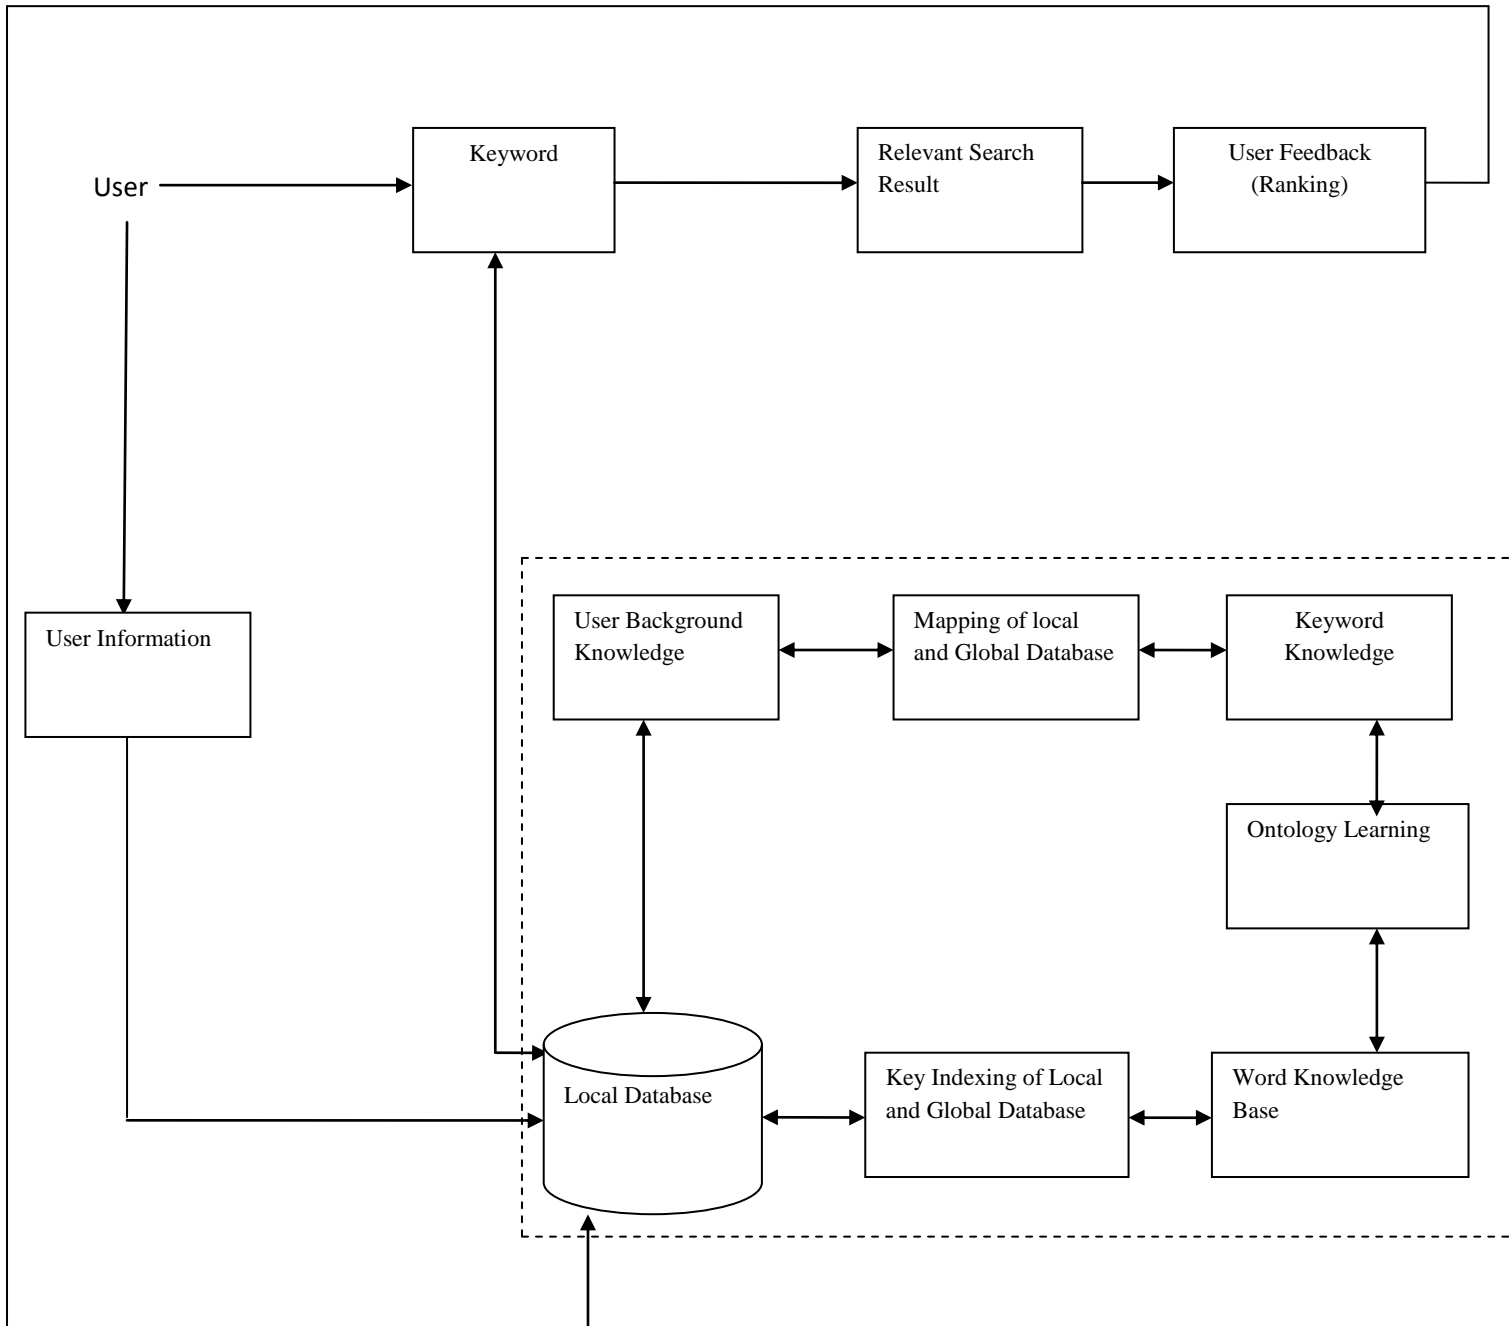 User
Keyword
Relevant Search
Result
User Feedback
(Ranking)
User Information
User Background
Knowledge
Mapping of local
and Global Database
Keyword
Knowledge
Ontology Learning
Local Database
Key Indexing of Local
and Global Database
Word Knowledge
Base